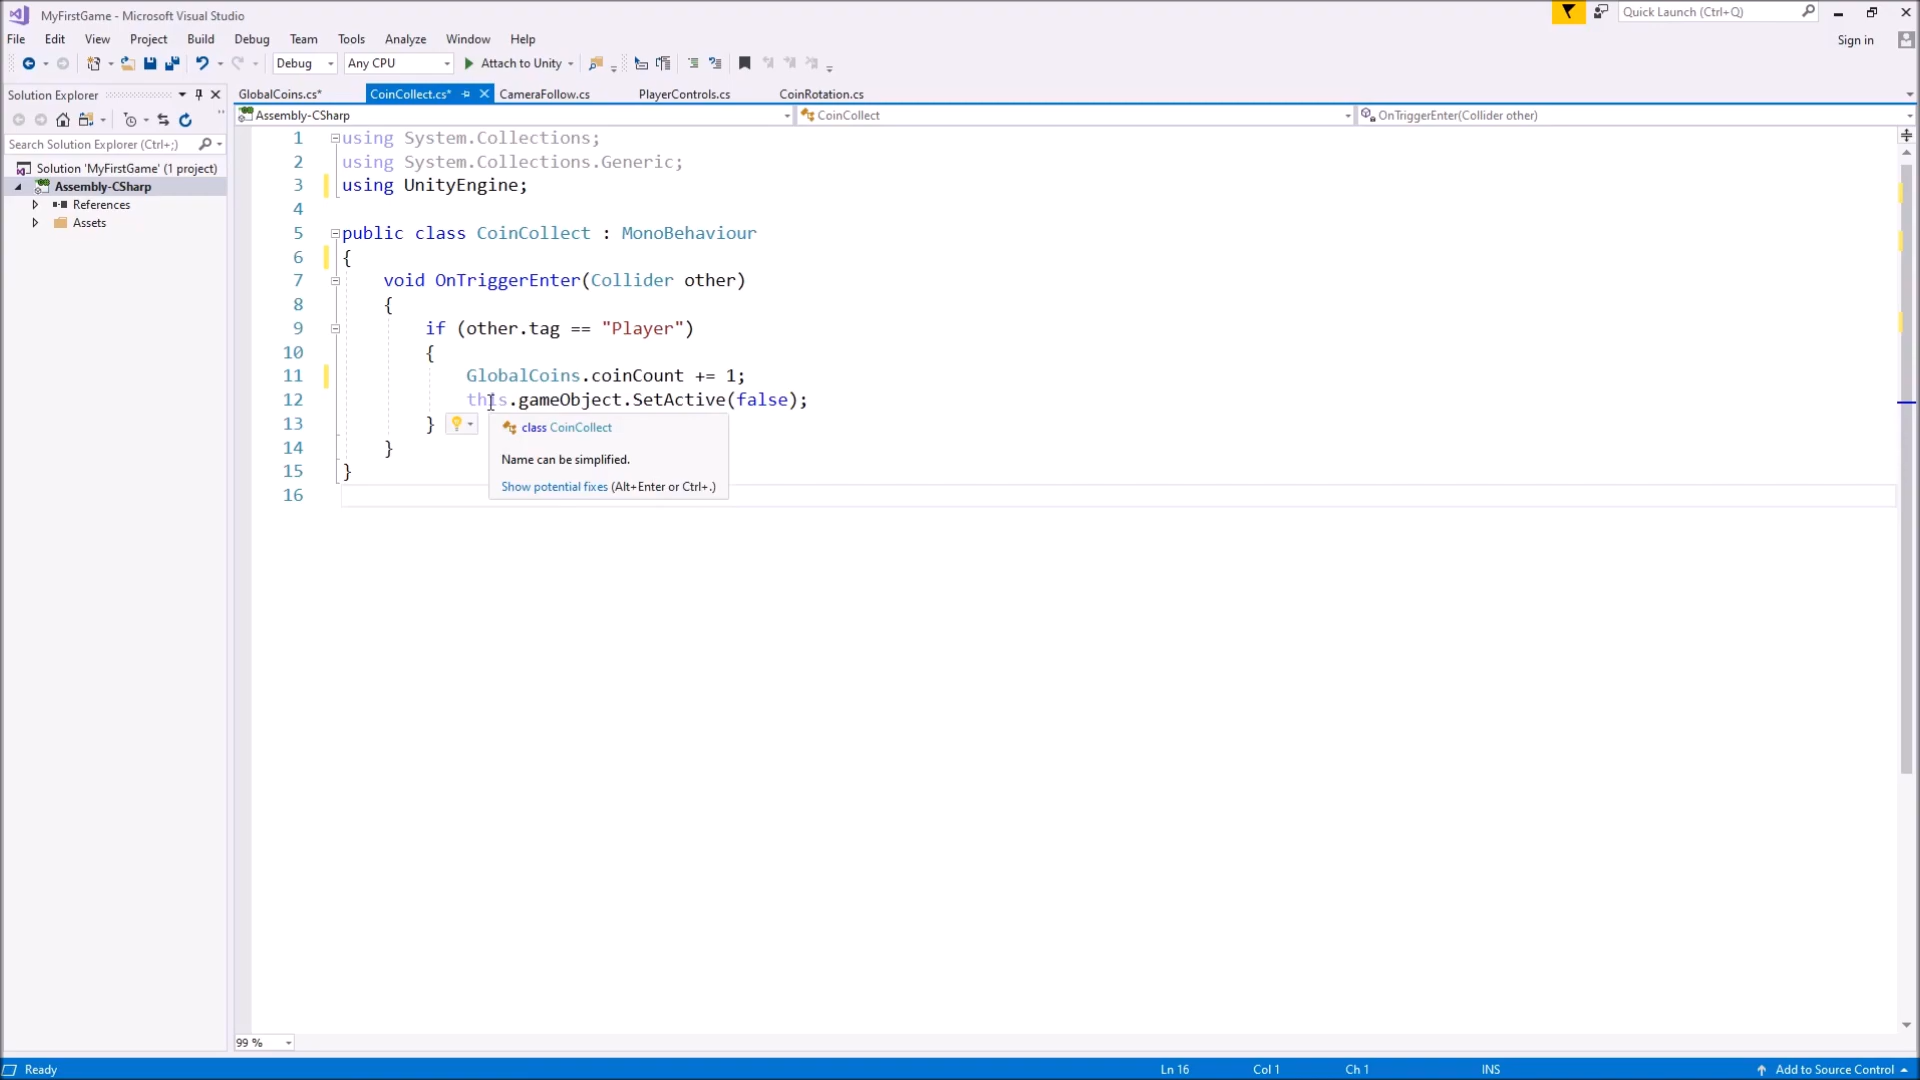 MyFirstGame - Microsoft Visual Studio
Quick Launch (Ctrl+Q)
File Edit View Project Build Debug Team Tools Analyze Window Help
Sign in
Debug Any CPU Attach to Unity
Solution Explorer
GlobalCoins.cs* CoinCollect.cs* CameraFollow.cs PlayerControls.cs CoinRotation.cs
Assembly-CSharp CoinCollect OnTriggerEnter(Collider other)
Search Solution Explorer (Ctrl+;)
Solution 'MyFirstGame' (1 project)
Assembly-CSharp
References
Assets
1 using System.Collections;
2 using System.Collections.Generic;
3 using UnityEngine;
4
5 public class CoinCollect : MonoBehaviour
6 {
7 void OnTriggerEnter(Collider other)
8 {
9 if (other.tag == "Player")
10 {
11 GlobalCoins.coinCount += 1;
12 this.gameObject.SetActive(false);
13 }
14 }
15 }
16
class CoinCollect
Name can be simplified.
Show potential fixes (Alt+Enter or Ctrl+.)
99 %
Ready Ln 16 Col 1 Ch 1 INS Add to Source Control